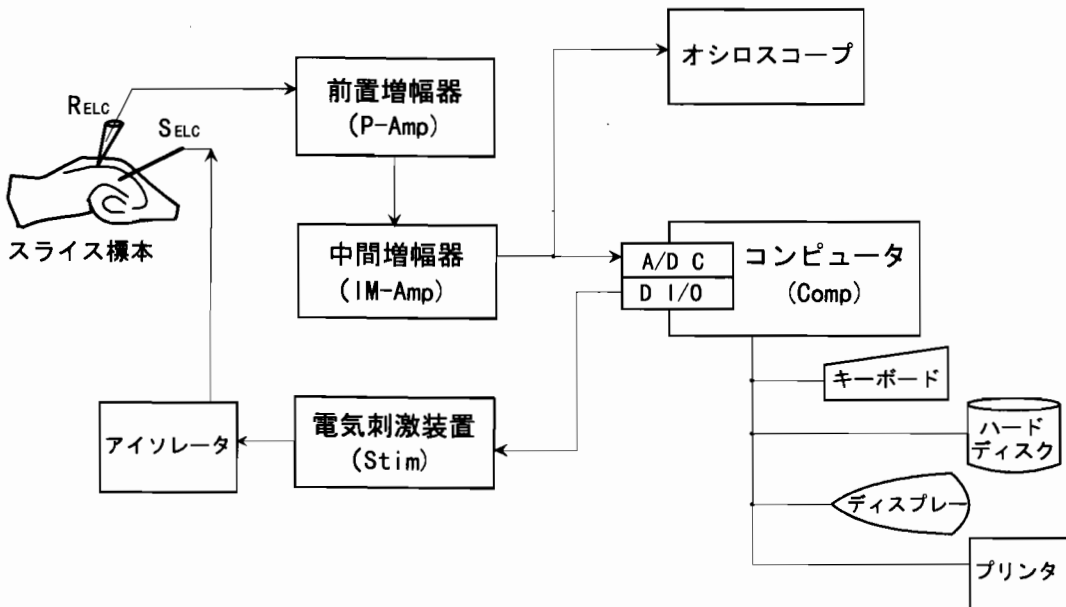 オシロスコープ
前置増幅器
(P-Amp)
RELC
SELC
スライス標本
中間増幅器
(IM-Amp)
A/D C
D I/O
コンピュータ
(Comp)
キーボード
ハード
ディスク
ディスプレー
プリンタ
電気刺激装置
(Stim)
アイソレータ